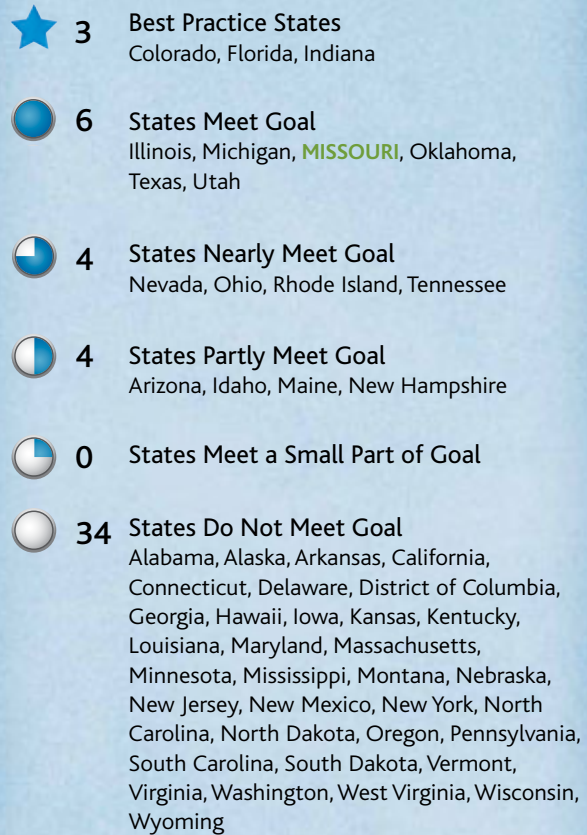 3 Best Practice States
Colorado, Florida, Indiana
6 States Meet Goal
Illinois, Michigan, MISSOURI, Oklahoma,
Texas, Utah
4 States Nearly Meet Goal
Nevada, Ohio, Rhode Island, Tennessee
4 States Partly Meet Goal
Arizona, Idaho, Maine, New Hampshire
0 States Meet a Small Part of Goal
34 States Do Not Meet Goal
Alabama, Alaska, Arkansas, California,
Connecticut, Delaware, District of Columbia,
Georgia, Hawaii, Iowa, Kansas, Kentucky,
Louisiana, Maryland, Massachusetts,
Minnesota, Mississippi, Montana, Nebraska,
New Jersey, New Mexico, New York, North
Carolina, North Dakota, Oregon, Pennsylvania,
South Carolina, South Dakota, Vermont,
Virginia, Washington, West Virginia, Wisconsin,
Wyoming